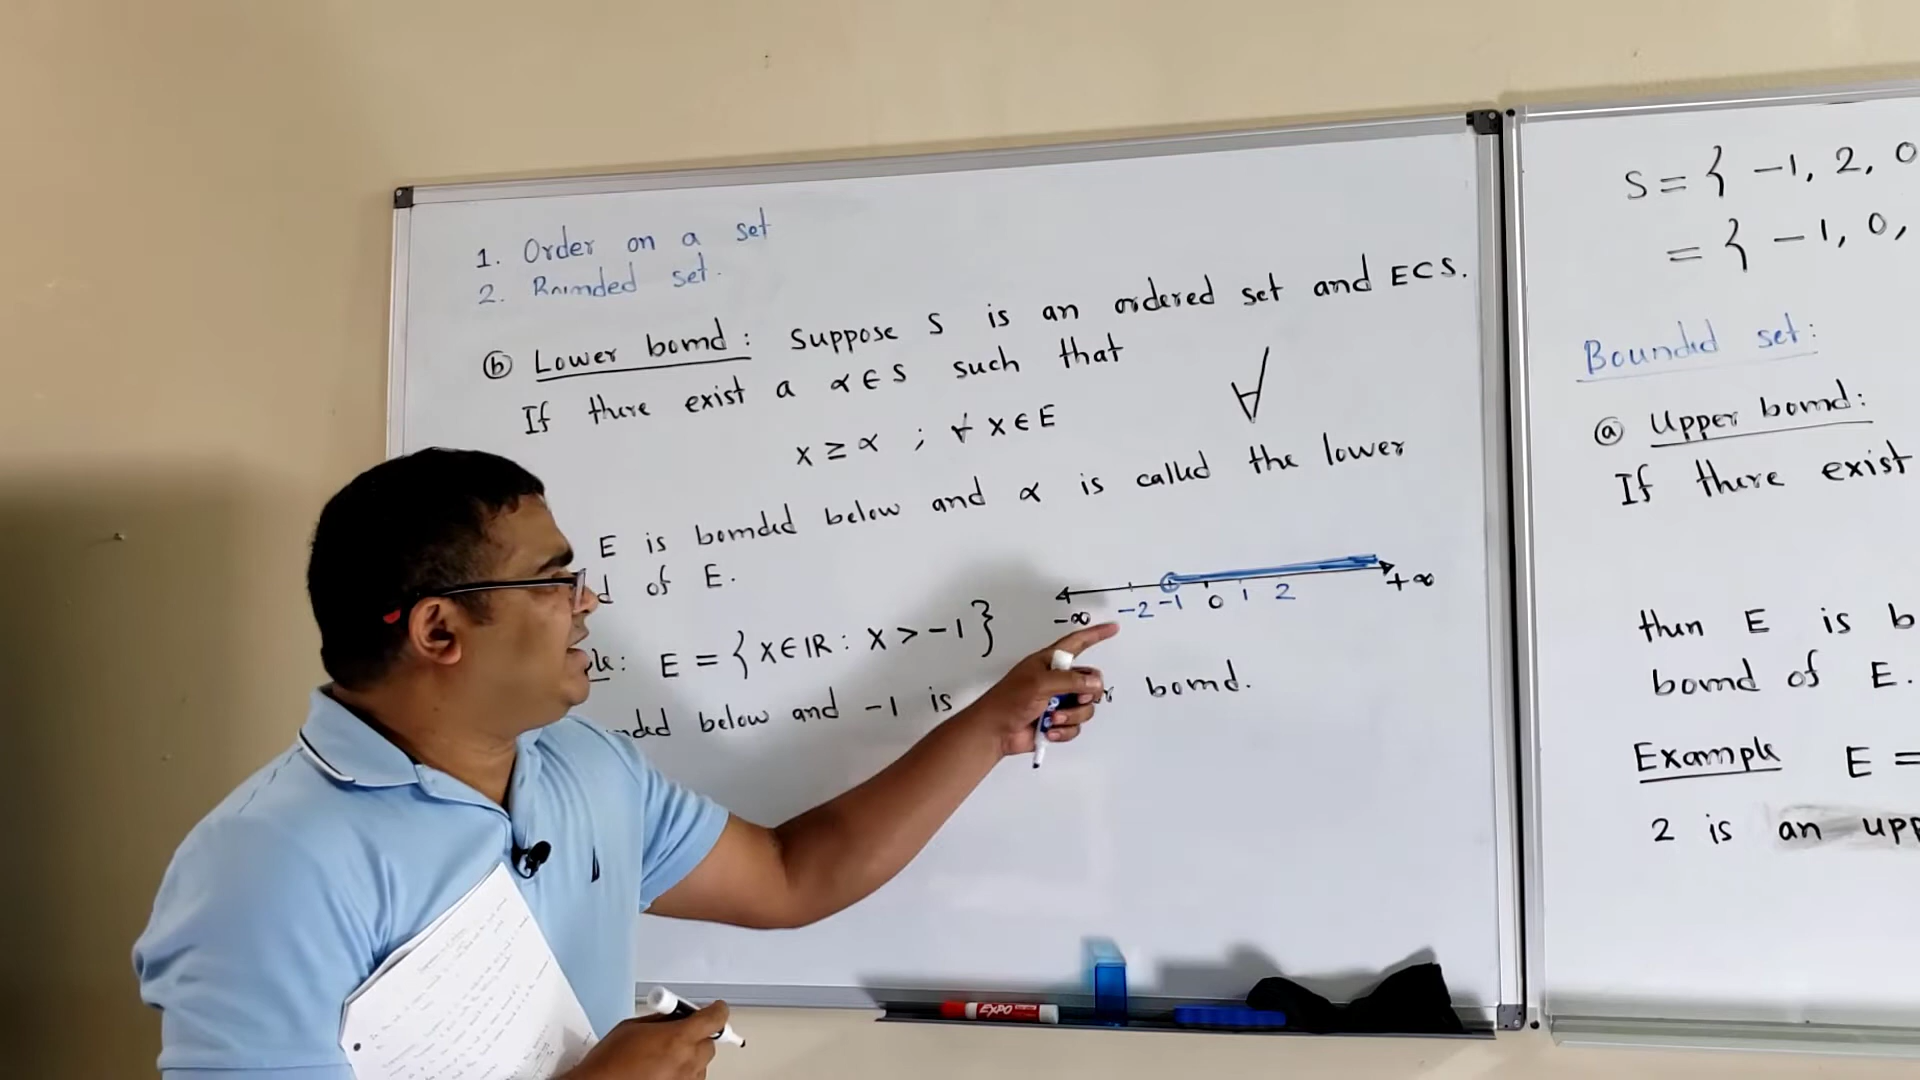 1. Order on a set
2. Bounded set.
ⓑ Lower bound : Suppose S is an ordered set and E⊂S.
If there exist a α∈S such that
x ≥ α ; ∀ x∈E
∀
E is bounded below and α is called the lower
d of E.
ple: E = { x∈IR : x > -1 }
-∞ -2 -1 0 1 2 +∞
nded below and -1 is r bound.
EXPO
S = { -1, 2, 0
= { -1, 0,
Bounded set:
ⓐ Upper bound:
If there exist
then E is b
bound of E.
Example E =
2 is an upp